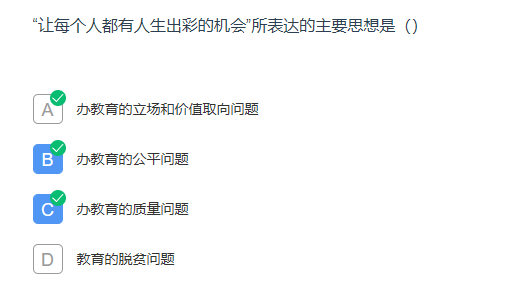 “让每个人都有人生出彩的机会”所表达的主要思想是（）
A 办教育的立场和价值取向问题
B 办教育的公平问题
C 办教育的质量问题
D 教育的脱贫问题